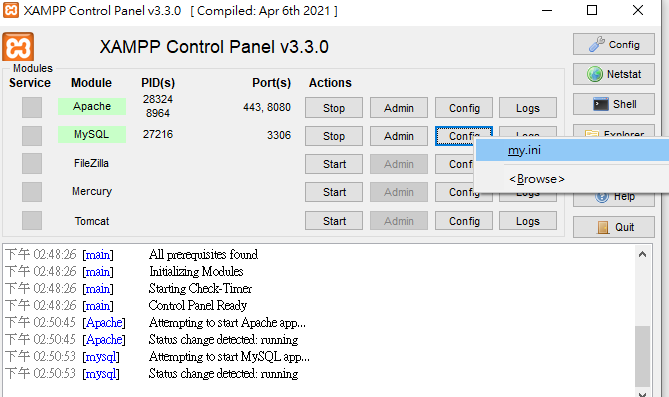 XAMPP Control Panel v3.3.0 [ Compiled: Apr 6th 2021 ]
XAMPP Control Panel v3.3.0
Config
Modules
Service Module PID(s) Port(s) Actions
Netstat
Apache 28324 8964 443, 8080 Stop Admin Config Logs
Shell
MySQL 27216 3306 Stop Admin Config Logs
Explorer
my.ini
FileZilla Start Admin
<Browse>
Mercury Start Admin Config Logs
Help
Tomcat Start Admin Config Logs
Quit
下午 02:48:26 [main] All prerequisites found
下午 02:48:26 [main] Initializing Modules
下午 02:48:26 [main] Starting Check-Timer
下午 02:48:26 [main] Control Panel Ready
下午 02:50:45 [Apache] Attempting to start Apache app...
下午 02:50:45 [Apache] Status change detected: running
下午 02:50:53 [mysql] Attempting to start MySQL app...
下午 02:50:53 [mysql] Status change detected: running